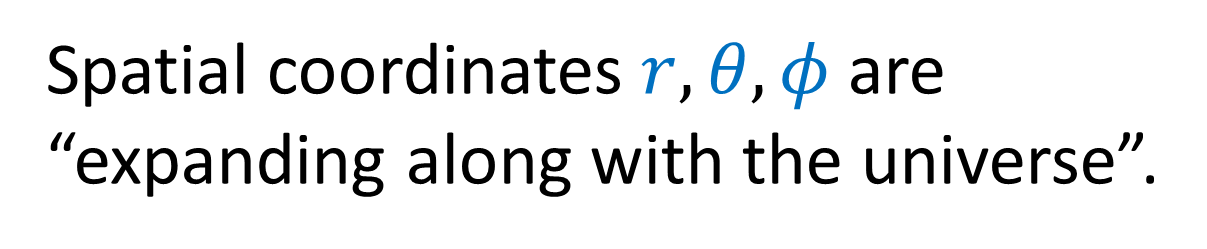 Spatial coordinates 𝑟, 𝜃, 𝜙 are
“expanding along with the universe”.